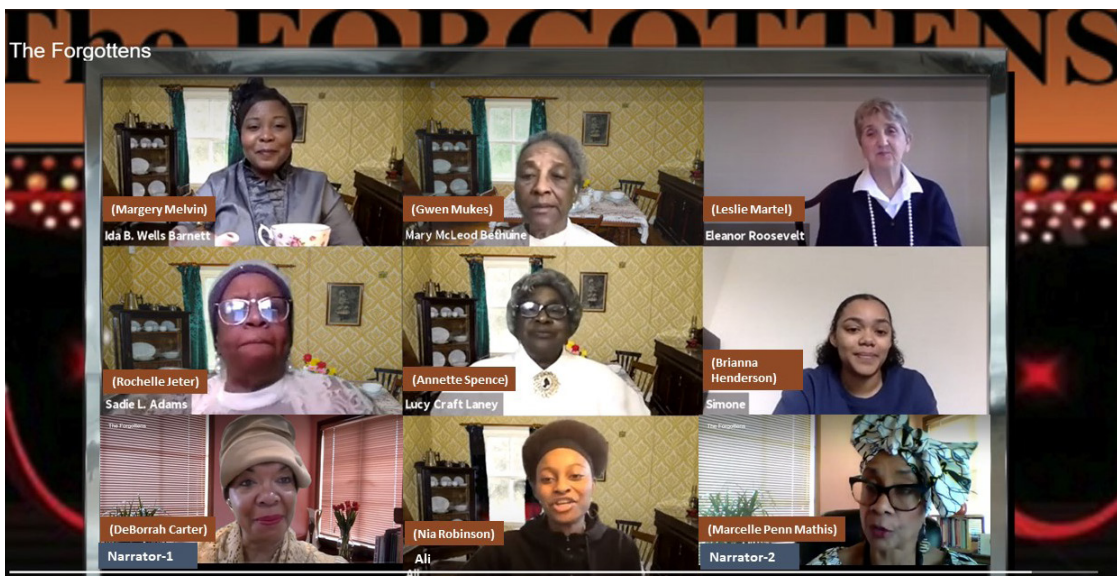 The FORGOTTENS
The Forgottens
(Margery Melvin)
Ida B. Wells Barnett
(Gwen Mukes)
Mary McLeod Bethuine
(Leslie Martel)
Eleanor Roosevelt
(Rochelle Jeter)
Sadie L. Adams
(Annette Spence)
Lucy Craft Laney
(Brianna
Henderson)
Simone
The Forgottens
(DeBorrah Carter)
Narrator-1
(Nia Robinson)
Ali
Ali
The Forgottens
(Marcelle Penn Mathis)
Narrator-2